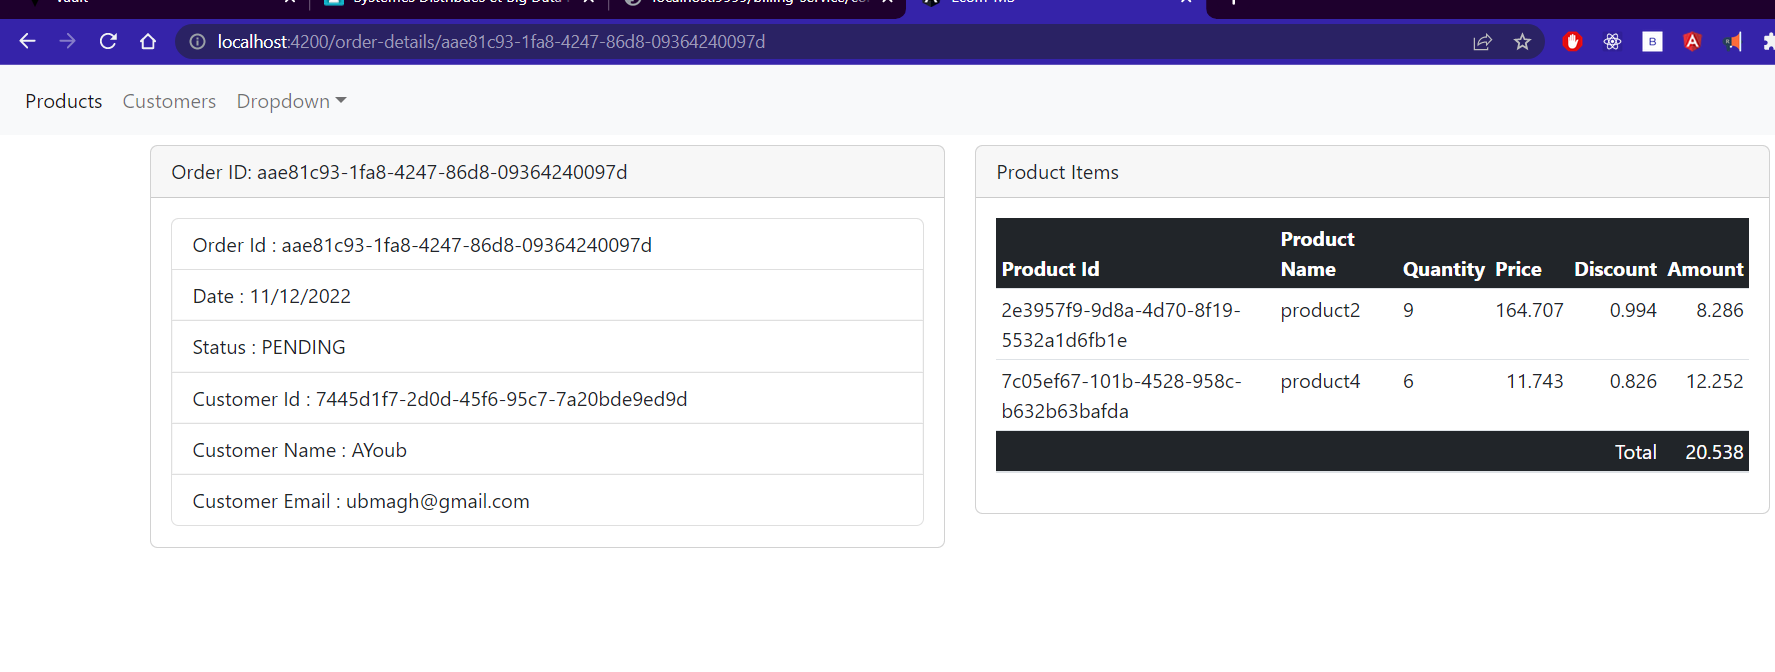 localhost:4200/order-details/aae81c93-1fa8-4247-86d8-09364240097d
Products Customers Dropdown
Order ID: aae81c93-1fa8-4247-86d8-09364240097d
Order Id : aae81c93-1fa8-4247-86d8-09364240097d
Date : 11/12/2022
Status : PENDING
Customer Id : 7445d1f7-2d0d-45f6-95c7-7a20bde9ed9d
Customer Name : AYoub
Customer Email : ubmagh@gmail.com
Product Items
Product Id Product Name Quantity Price Discount Amount
2e3957f9-9d8a-4d70-8f19- product2 9 164.707 0.994 8.286
5532a1d6fb1e
7c05ef67-101b-4528-958c- product4 6 11.743 0.826 12.252
b632b63bafda
Total 20.538